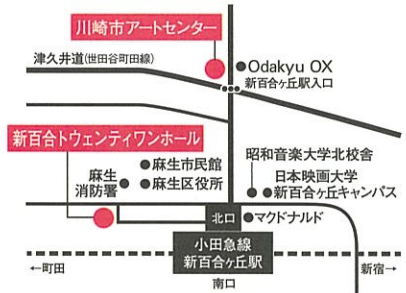 川崎市アートセンター
津久井道(世田谷町田線)
Odakyu OX
新百合ヶ丘駅入口
新百合トウェンティワンホール
麻生市民館
麻生区役所
麻生
消防署
昭和音楽大学北校舎
日本映画大学
新百合ヶ丘キャンパス
北口
マクドナルド
小田急線
新百合ヶ丘駅
←町田
新宿→
南口